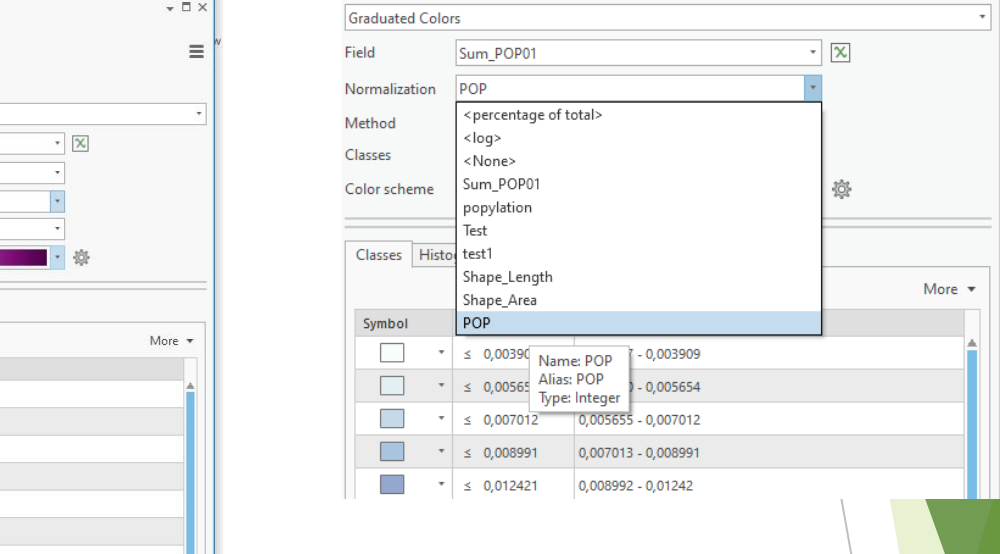 w
More
Graduated Colors
Field
Sum_POP01
Normalization
POP
Method
Classes
Color scheme
<percentage of total>
<log>
<None>
Sum_POP01
popylation
Test
test1
Shape_Length
Shape_Area
POP
Classes
Histo
More
Symbol
≤ 0,00390
7 - 0,003909
Name: POP
Alias: POP
Type: Integer
≤ 0,00565
0 - 0,005654
≤ 0,007012 0,005655 - 0,007012
≤ 0,008991 0,007013 - 0,008991
≤ 0,012421 0,008992 - 0,01242